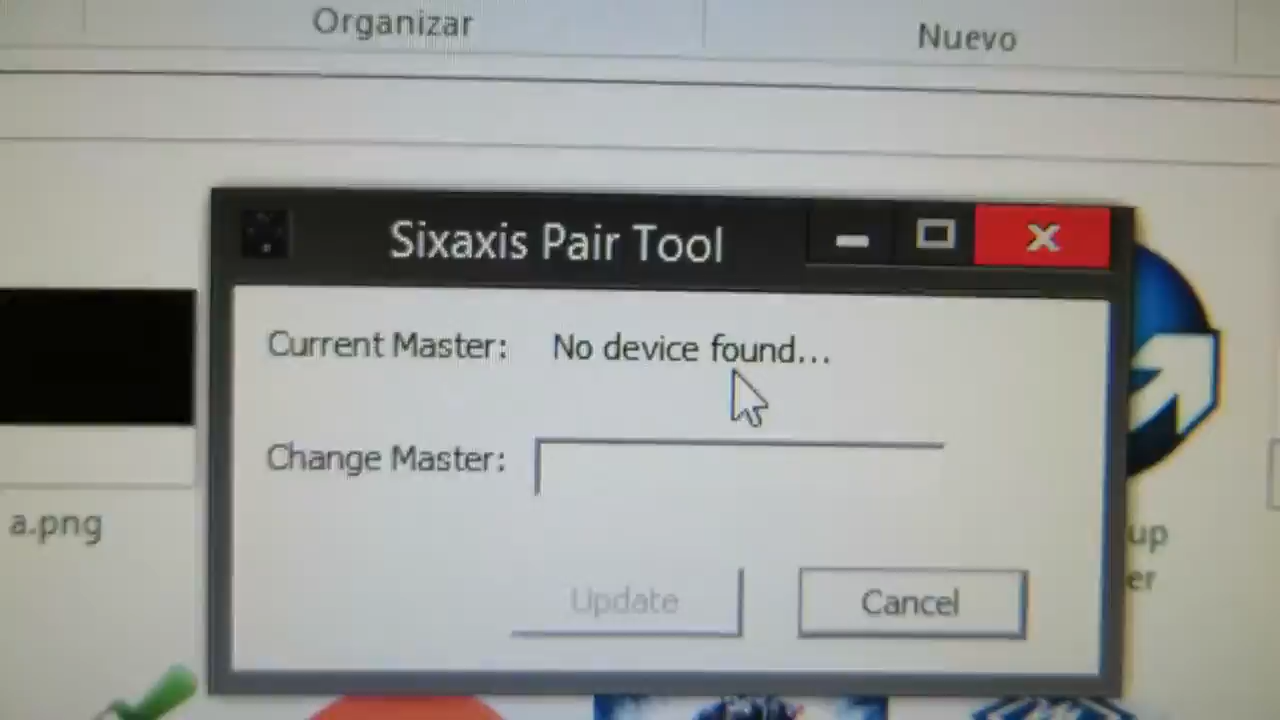 Organizar
Nuevo
Sixaxis Pair Tool
Current Master: No device found...
Change Master:
a.png
up
er
Update
Cancel